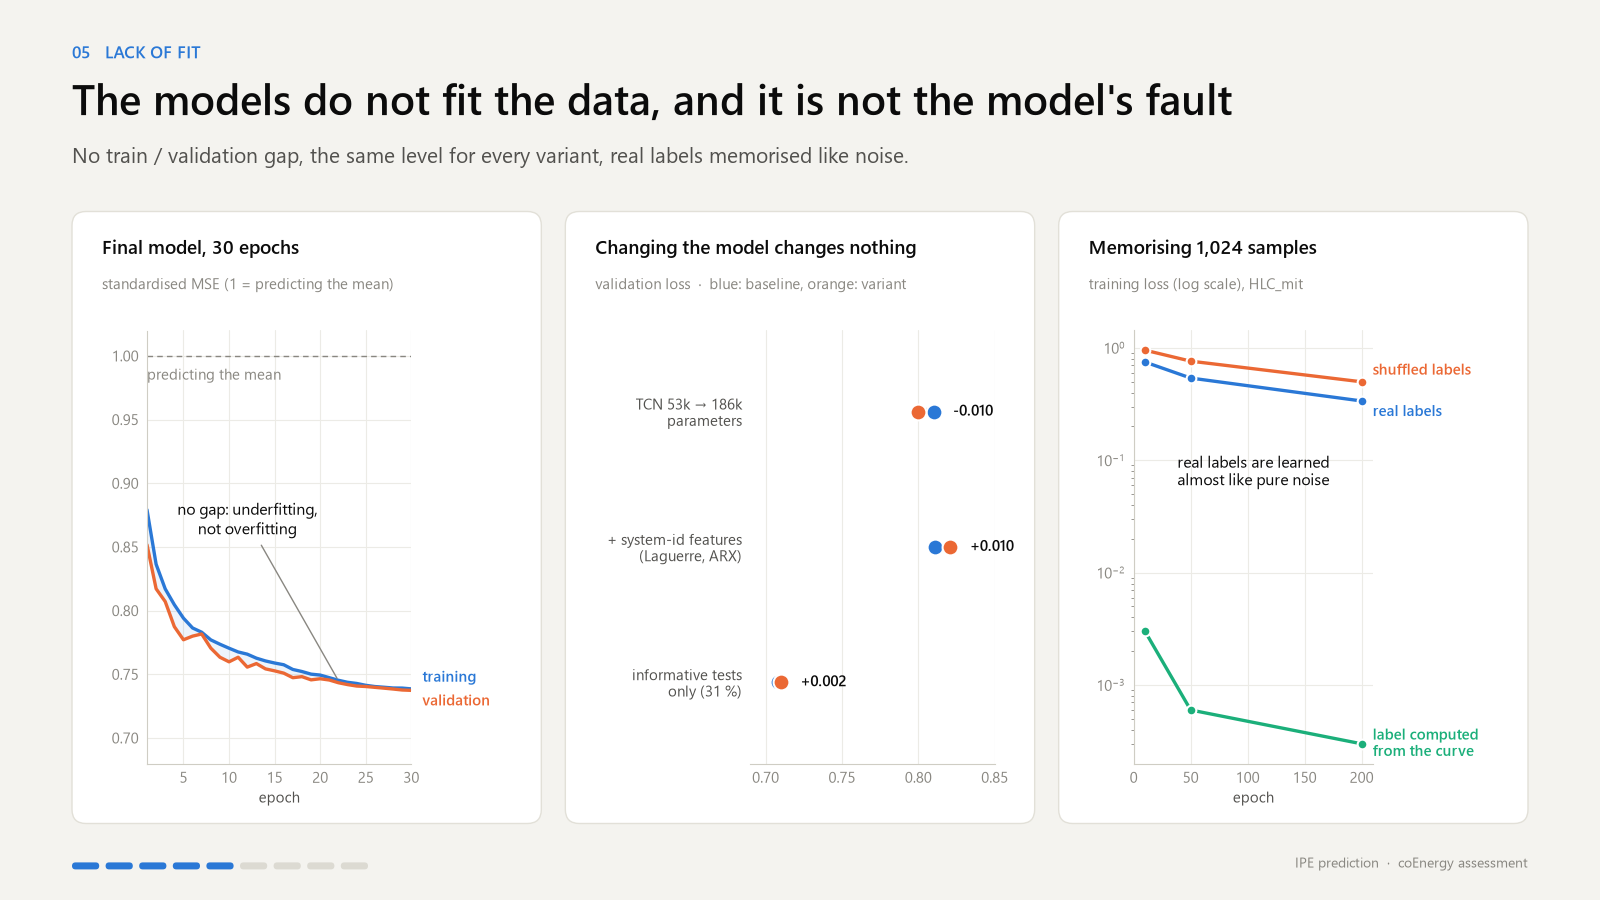 05 LACK OF FIT
The models do not fit the data, and it is not the model's fault
No train / validation gap, the same level for every variant, real labels memorised like noise.
Final model, 30 epochs
standardised MSE (1 = predicting the mean)
1.00
predicting the mean
0.95
0.90
no gap: underfitting,
not overfitting
0.85
0.80
0.75
training
validation
0.70
5 10 15 20 25 30
epoch
Changing the model changes nothing
validation loss · blue: baseline, orange: variant
TCN 53k → 186k
parameters
-0.010
+ system-id features
(Laguerre, ARX)
+0.010
informative tests
only (31 %)
+0.002
0.70 0.75 0.80 0.85
Memorising 1,024 samples
training loss (log scale), HLC_mit
10⁰
shuffled labels
real labels
10⁻¹
real labels are learned
almost like pure noise
10⁻²
10⁻³
label computed
from the curve
0 50 100 150 200
epoch
IPE prediction · coEnergy assessment